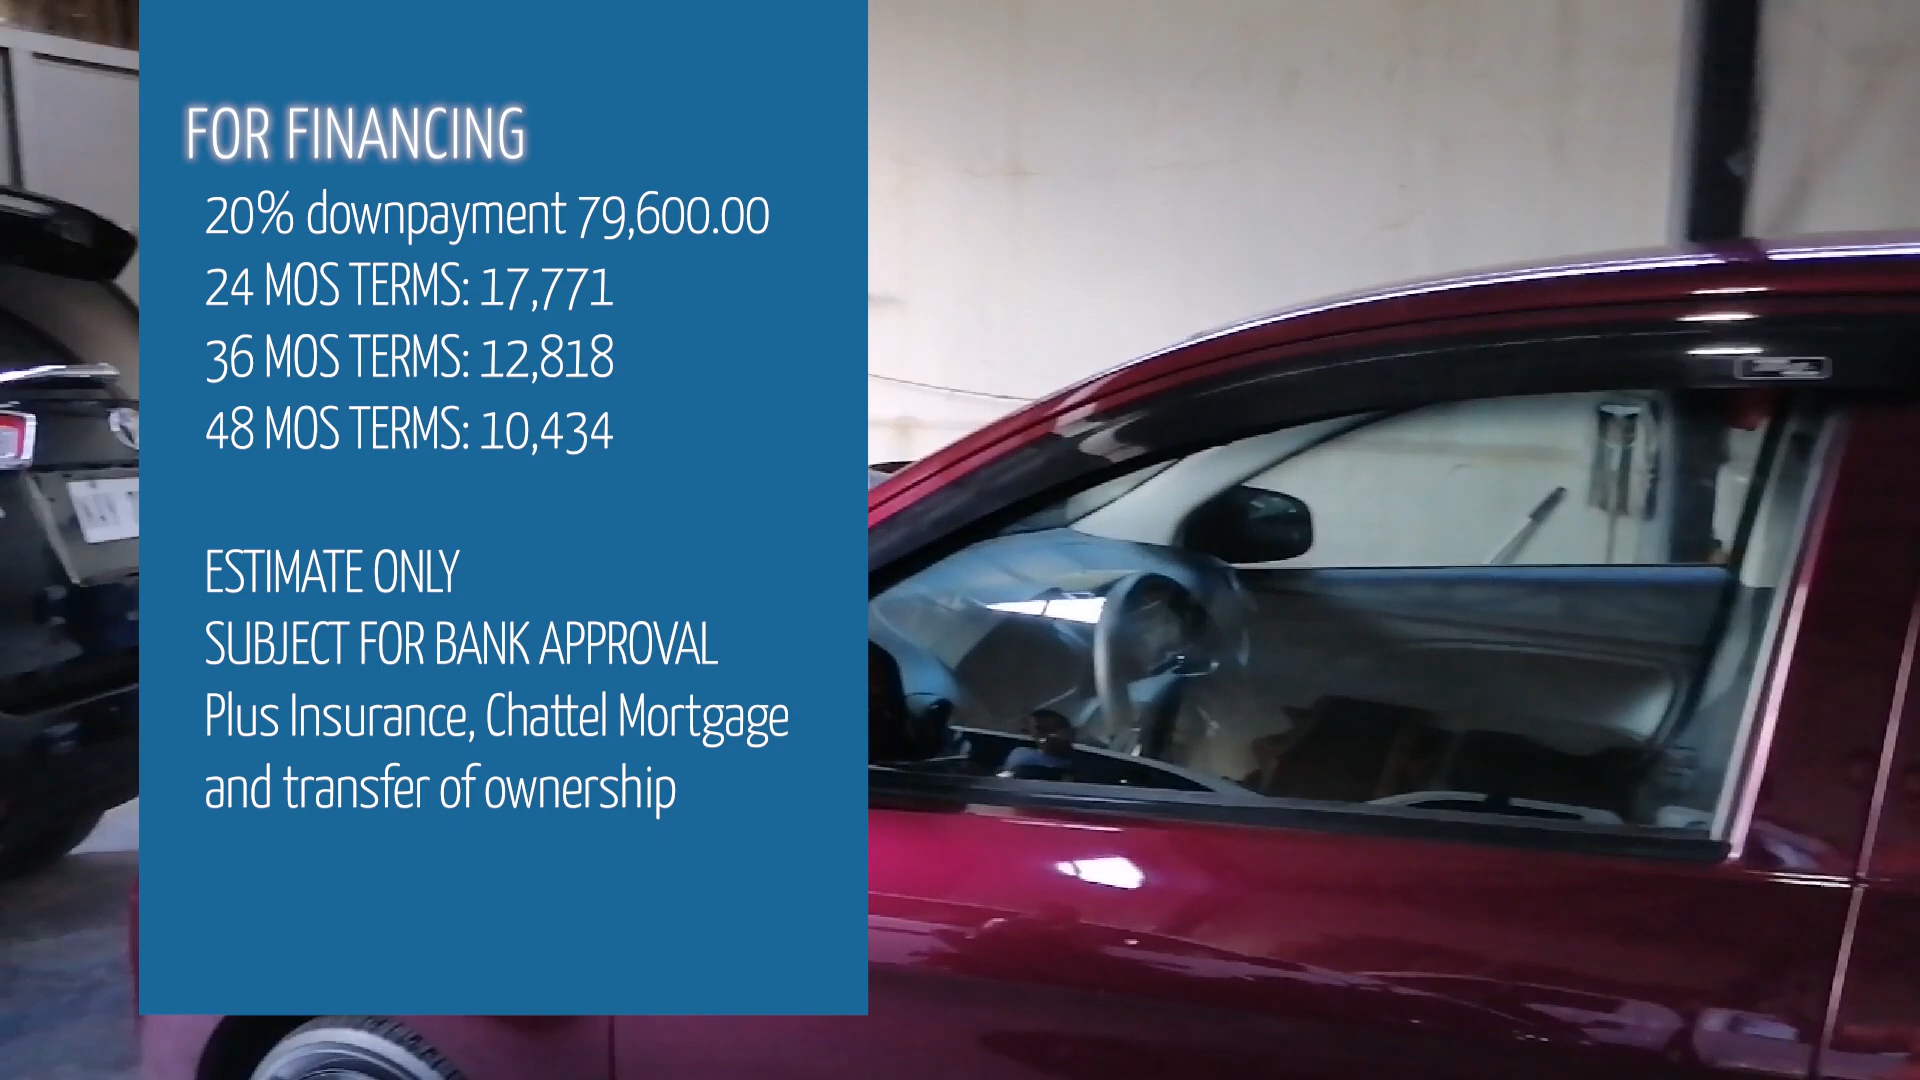 FOR FINANCING
20% downpayment 79,600.00
24 MOS TERMS: 17,771
36 MOS TERMS: 12,818
48 MOS TERMS: 10,434
ESTIMATE ONLY
SUBJECT FOR BANK APPROVAL
Plus Insurance, Chattel Mortgage
and transfer of ownership